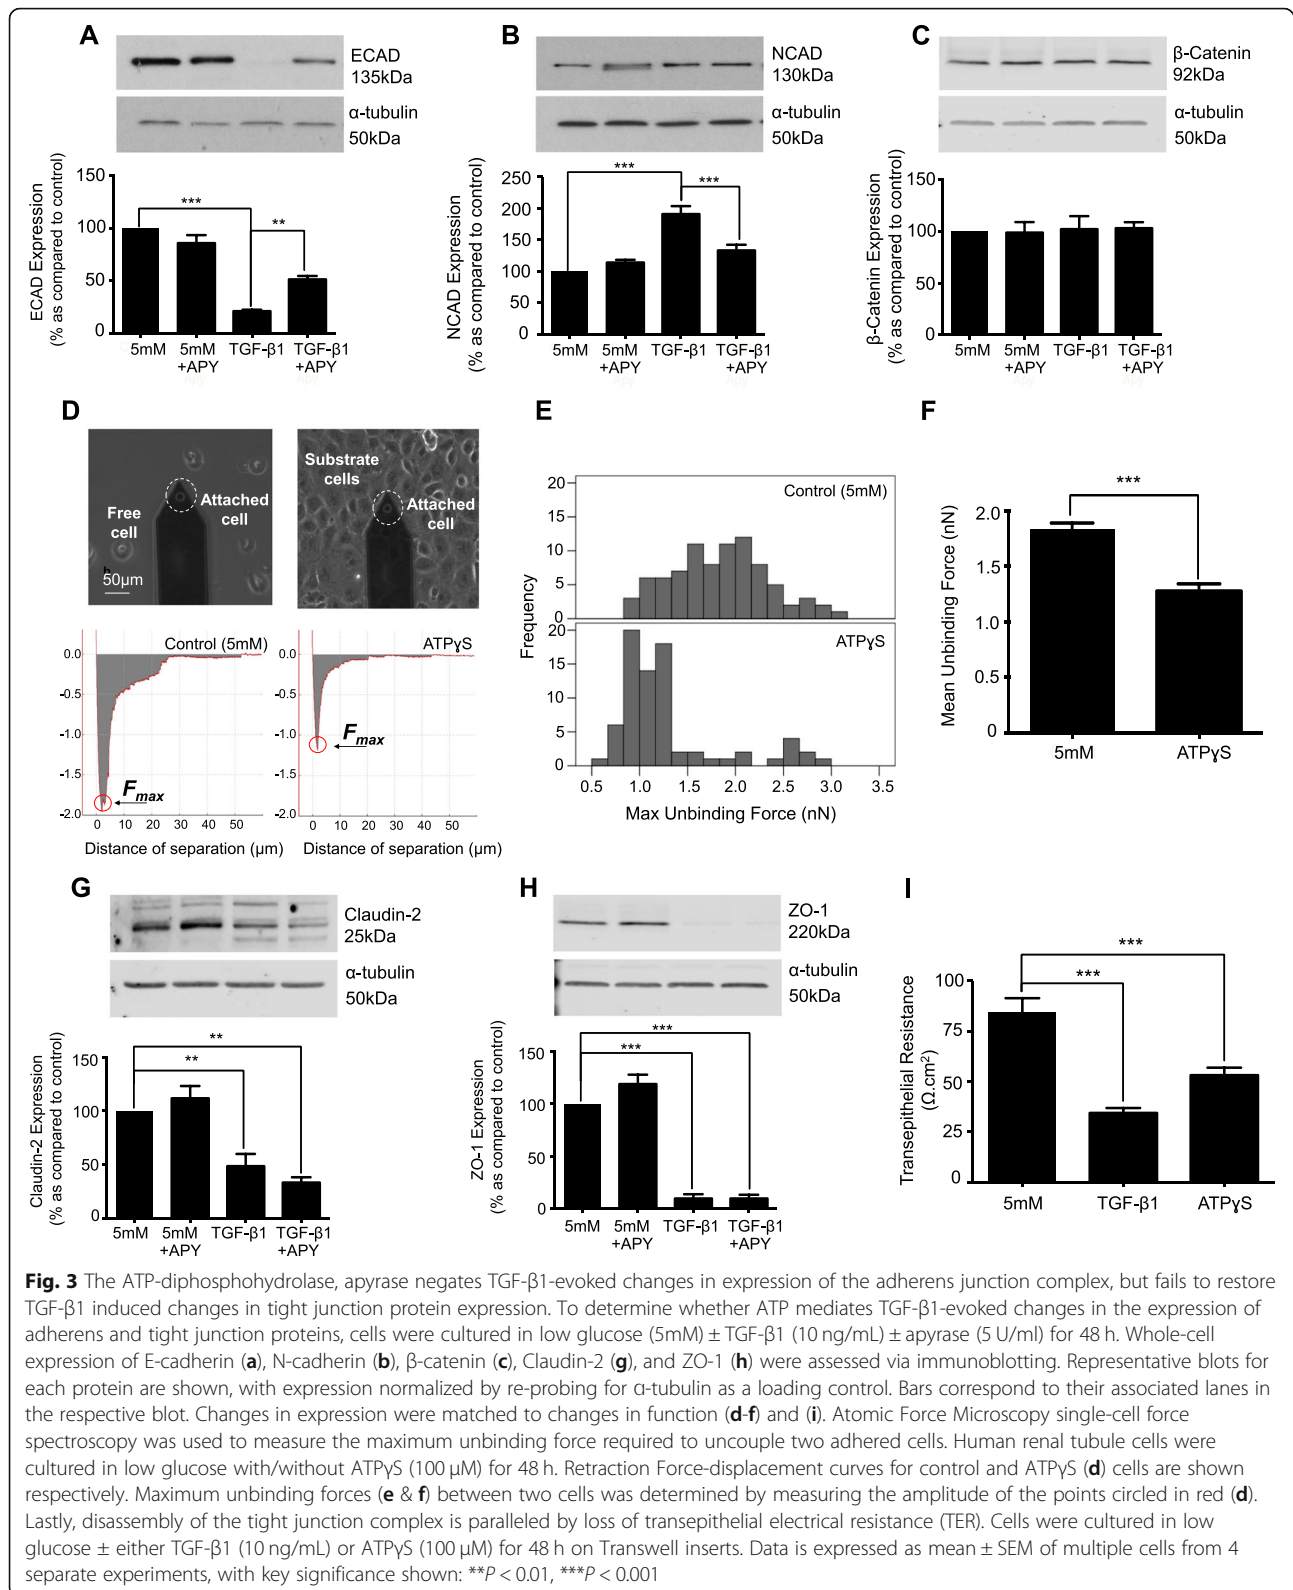 A
ECAD
135kDa
α-tubulin
50kDa
ECAD Expression
(% as compared to control)
150
100
50
0
***
**
5mM
5mM
+APY
TGF-β1
TGF-β1
+APY
B
NCAD
130kDa
α-tubulin
50kDa
NCAD Expression
(% as compared to control)
250
200
150
100
50
0
***
***
5mM
5mM
+APY
TGF-β1
TGF-β1
+APY
C
β-Catenin
92kDa
α-tubulin
50kDa
β-Catenin Expression
(% as compared to control)
150
100
50
0
5mM
5mM
+APY
TGF-β1
TGF-β1
+APY
D
Free
cell
Attached
cell
50µm
Substrate
cells
Attached
cell
Control (5mM)
0.0
-0.5
-1.0
-1.5
-2.0
Fmax
0 10 20 30 40 50
Distance of separation (µm)
ATPγS
0.0
-0.5
-1.0
-1.5
-2.0
Fmax
0 10 20 30 40 50
Distance of separation (µm)
E
Frequency
20
15
10
5
0
Control (5mM)
20
15
10
5
0
ATPγS
0.5 1.0 1.5 2.0 2.5 3.0 3.5
Max Unbinding Force (nN)
F
Mean Unbinding Force (nN)
2.0
1.5
1.0
0.5
0
***
5mM
ATPγS
G
Claudin-2
25kDa
α-tubulin
50kDa
Claudin-2 Expression
(% as compared to control)
150
100
50
0
**
**
5mM
5mM
+APY
TGF-β1
TGF-β1
+APY
H
ZO-1
220kDa
α-tubulin
50kDa
ZO-1 Expression
(% as compared to control)
150
100
50
0
***
***
5mM
5mM
+APY
TGF-β1
TGF-β1
+APY
I
Transepithelial Resistance
(Ω.cm²)
100
75
50
25
0
***
***
5mM
TGF-β1
ATPγS
Fig. 3 The ATP-diphosphohydrolase, apyrase negates TGF-β1-evoked changes in expression of the adherens junction complex, but fails to restore
TGF-β1 induced changes in tight junction protein expression. To determine whether ATP mediates TGF-β1-evoked changes in the expression of
adherens and tight junction proteins, cells were cultured in low glucose (5mM) ± TGF-β1 (10 ng/mL) ± apyrase (5 U/ml) for 48 h. Whole-cell
expression of E-cadherin (a), N-cadherin (b), β-catenin (c), Claudin-2 (g), and ZO-1 (h) were assessed via immunoblotting. Representative blots for
each protein are shown, with expression normalized by re-probing for α-tubulin as a loading control. Bars correspond to their associated lanes in
the respective blot. Changes in expression were matched to changes in function (d-f) and (i). Atomic Force Microscopy single-cell force
spectroscopy was used to measure the maximum unbinding force required to uncouple two adhered cells. Human renal tubule cells were
cultured in low glucose with/without ATPγS (100 µM) for 48 h. Retraction Force-displacement curves for control and ATPγS (d) cells are shown
respectively. Maximum unbinding forces (e & f) between two cells was determined by measuring the amplitude of the points circled in red (d).
Lastly, disassembly of the tight junction complex is paralleled by loss of transepithelial electrical resistance (TER). Cells were cultured in low
glucose ± either TGF-β1 (10 ng/mL) or ATPγS (100 µM) for 48 h on Transwell inserts. Data is expressed as mean ± SEM of multiple cells from 4
separate experiments, with key significance shown: **P < 0.01, ***P < 0.001